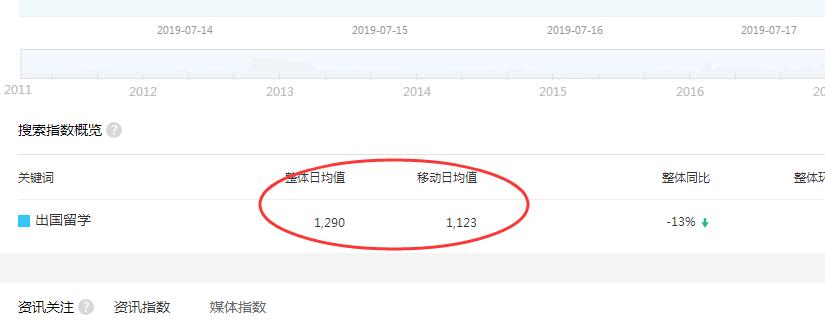 2019-07-14 2019-07-15 2019-07-16 2019-07-17
2011 2012 2013 2014 2015 2016 20
搜索指数概览 ?
关键词 整体日均值 移动日均值 整体同比 整体环
出国留学 1,290 1,123 -13%
资讯关注 ? 资讯指数 媒体指数